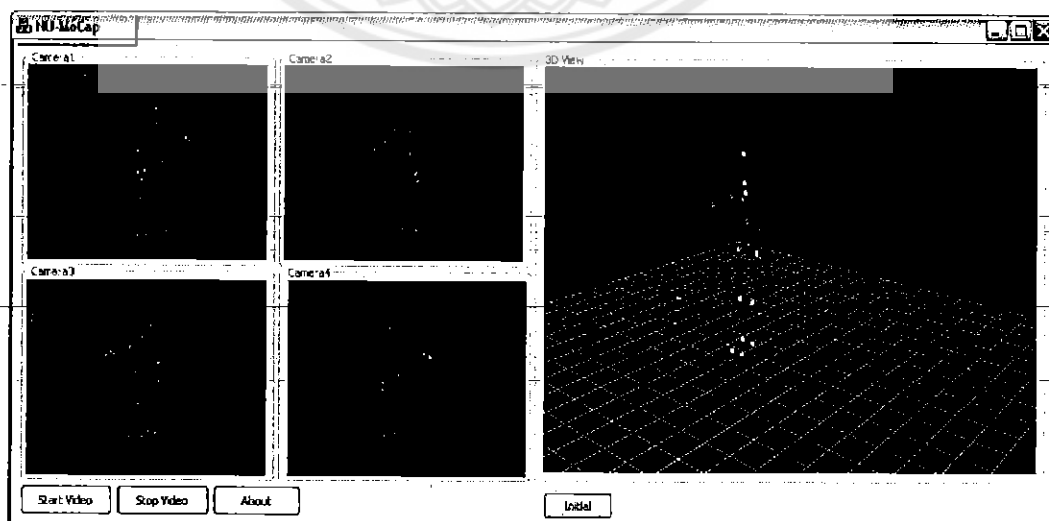 NU-MoCap
Camera1
Camera2
3D View
Camera3
Camera4
Start Video
Stop Video
About
Initial